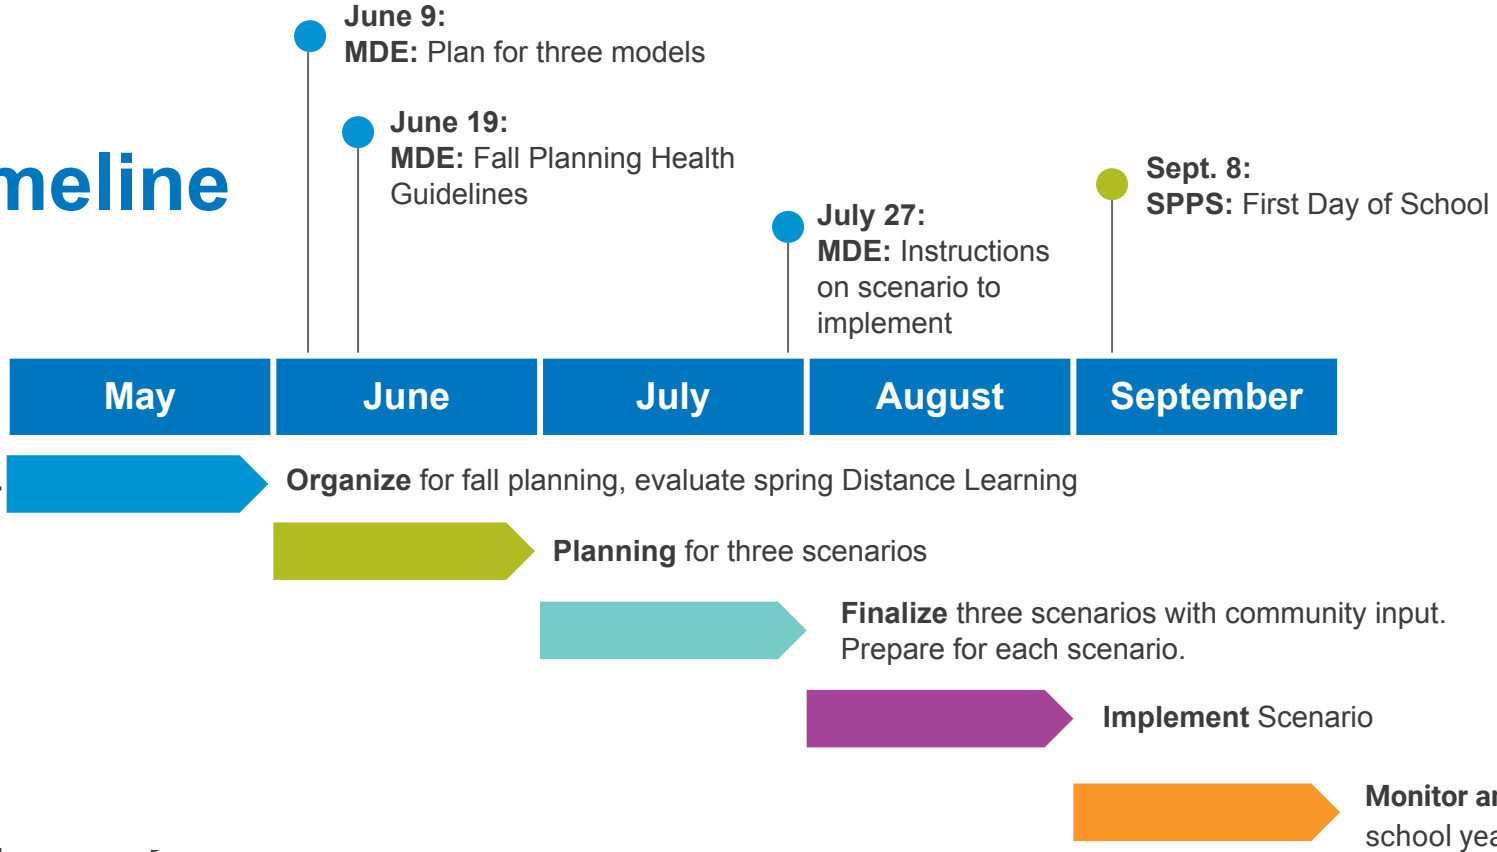 June 9:
MDE: Plan for three models
June 19:
MDE: Fall Planning Health
Guidelines
meline
Sept. 8:
SPPS: First Day of School
July 27:
MDE: Instructions
on scenario to
implement
May June July August September
Organize for fall planning, evaluate spring Distance Learning
Planning for three scenarios
Finalize three scenarios with community input.
Prepare for each scenario.
Implement Scenario
Monitor
school